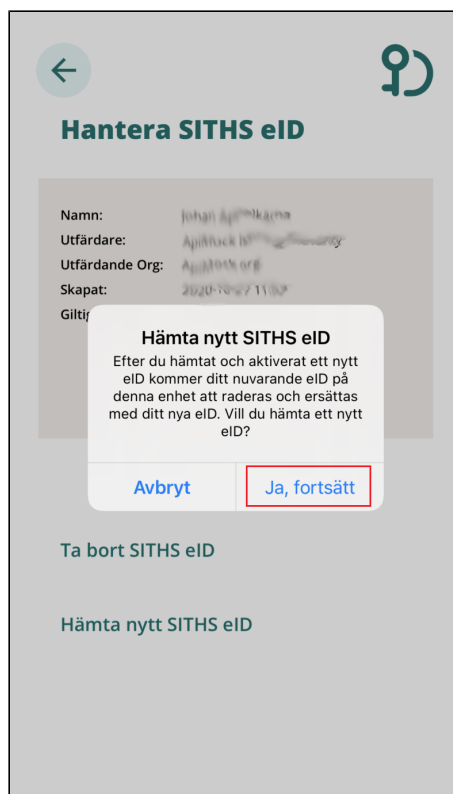 Hantera SITHS eID
Namn:
Utfärdare:
Utfärdande Org:
Skapat:
Giltig
Hämta nytt SITHS eID
Efter du hämtat och aktiverat ett nytt
eID kommer ditt nuvarande eID på
denna enhet att raderas och ersättas
med ditt nya eID. Vill du hämta ett nytt
eID?
Avbryt
Ja, fortsätt
Ta bort SITHS eID
Hämta nytt SITHS eID